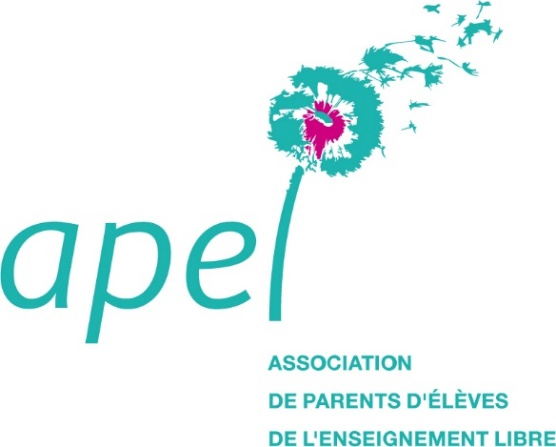 apel
ASSOCIATION
DE PARENTS D'ÉLÈVES
DE L'ENSEIGNEMENT LIBRE